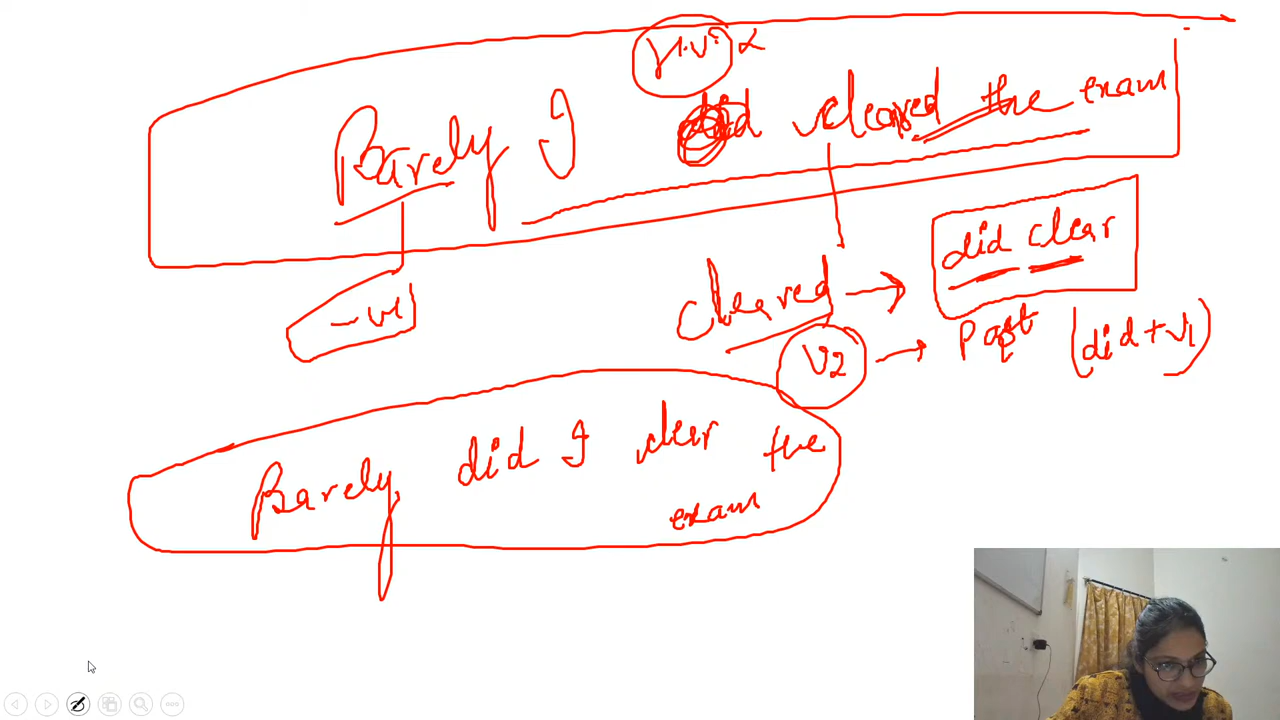 H.V α
Barely I did cleared the exam
did clear
-ve
cleared →
V2 → Past (did + V1)
Barely did I clear the
exam